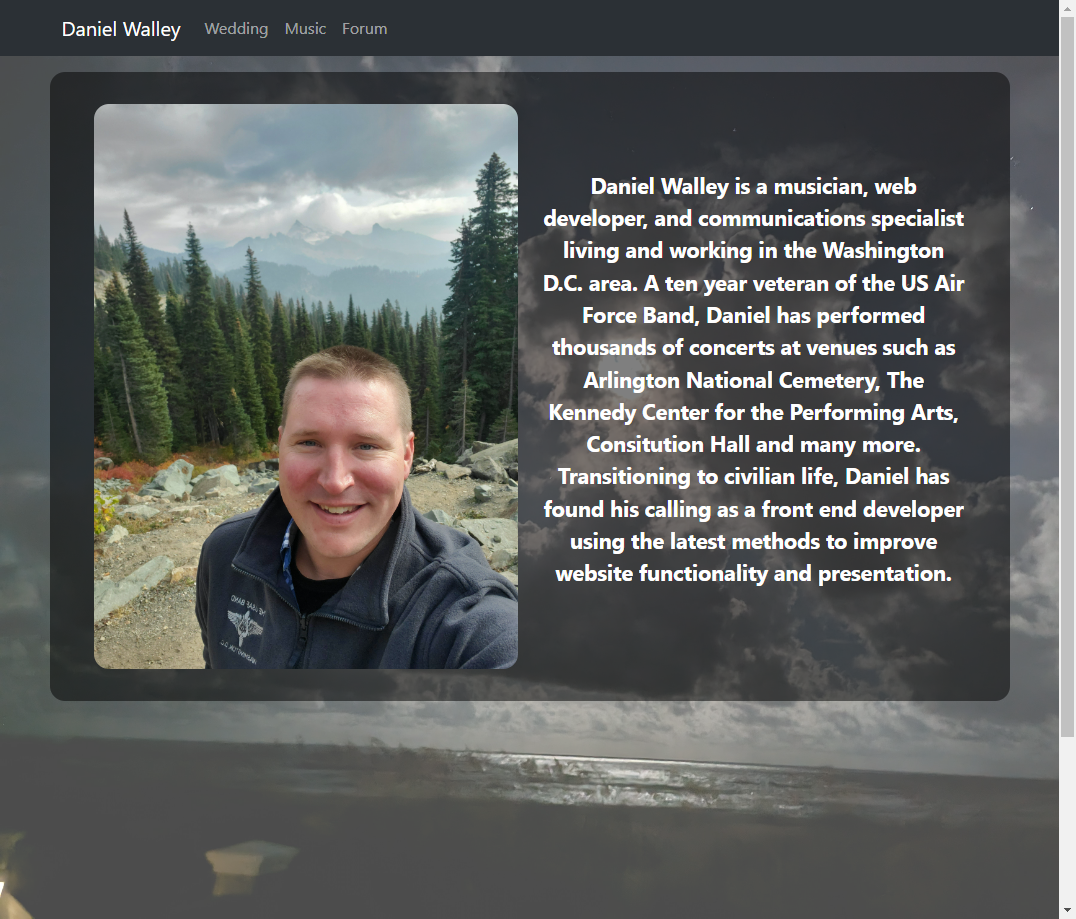 Daniel Walley Wedding Music Forum
Daniel Walley is a musician, web
developer, and communications specialist
living and working in the Washington
D.C. area. A ten year veteran of the US Air
Force Band, Daniel has performed
thousands of concerts at venues such as
Arlington National Cemetery, The
Kennedy Center for the Performing Arts,
Consitution Hall and many more.
Transitioning to civilian life, Daniel has
found his calling as a front end developer
using the latest methods to improve
website functionality and presentation.
THE USAF BAND
WASHINGTON, D.C.